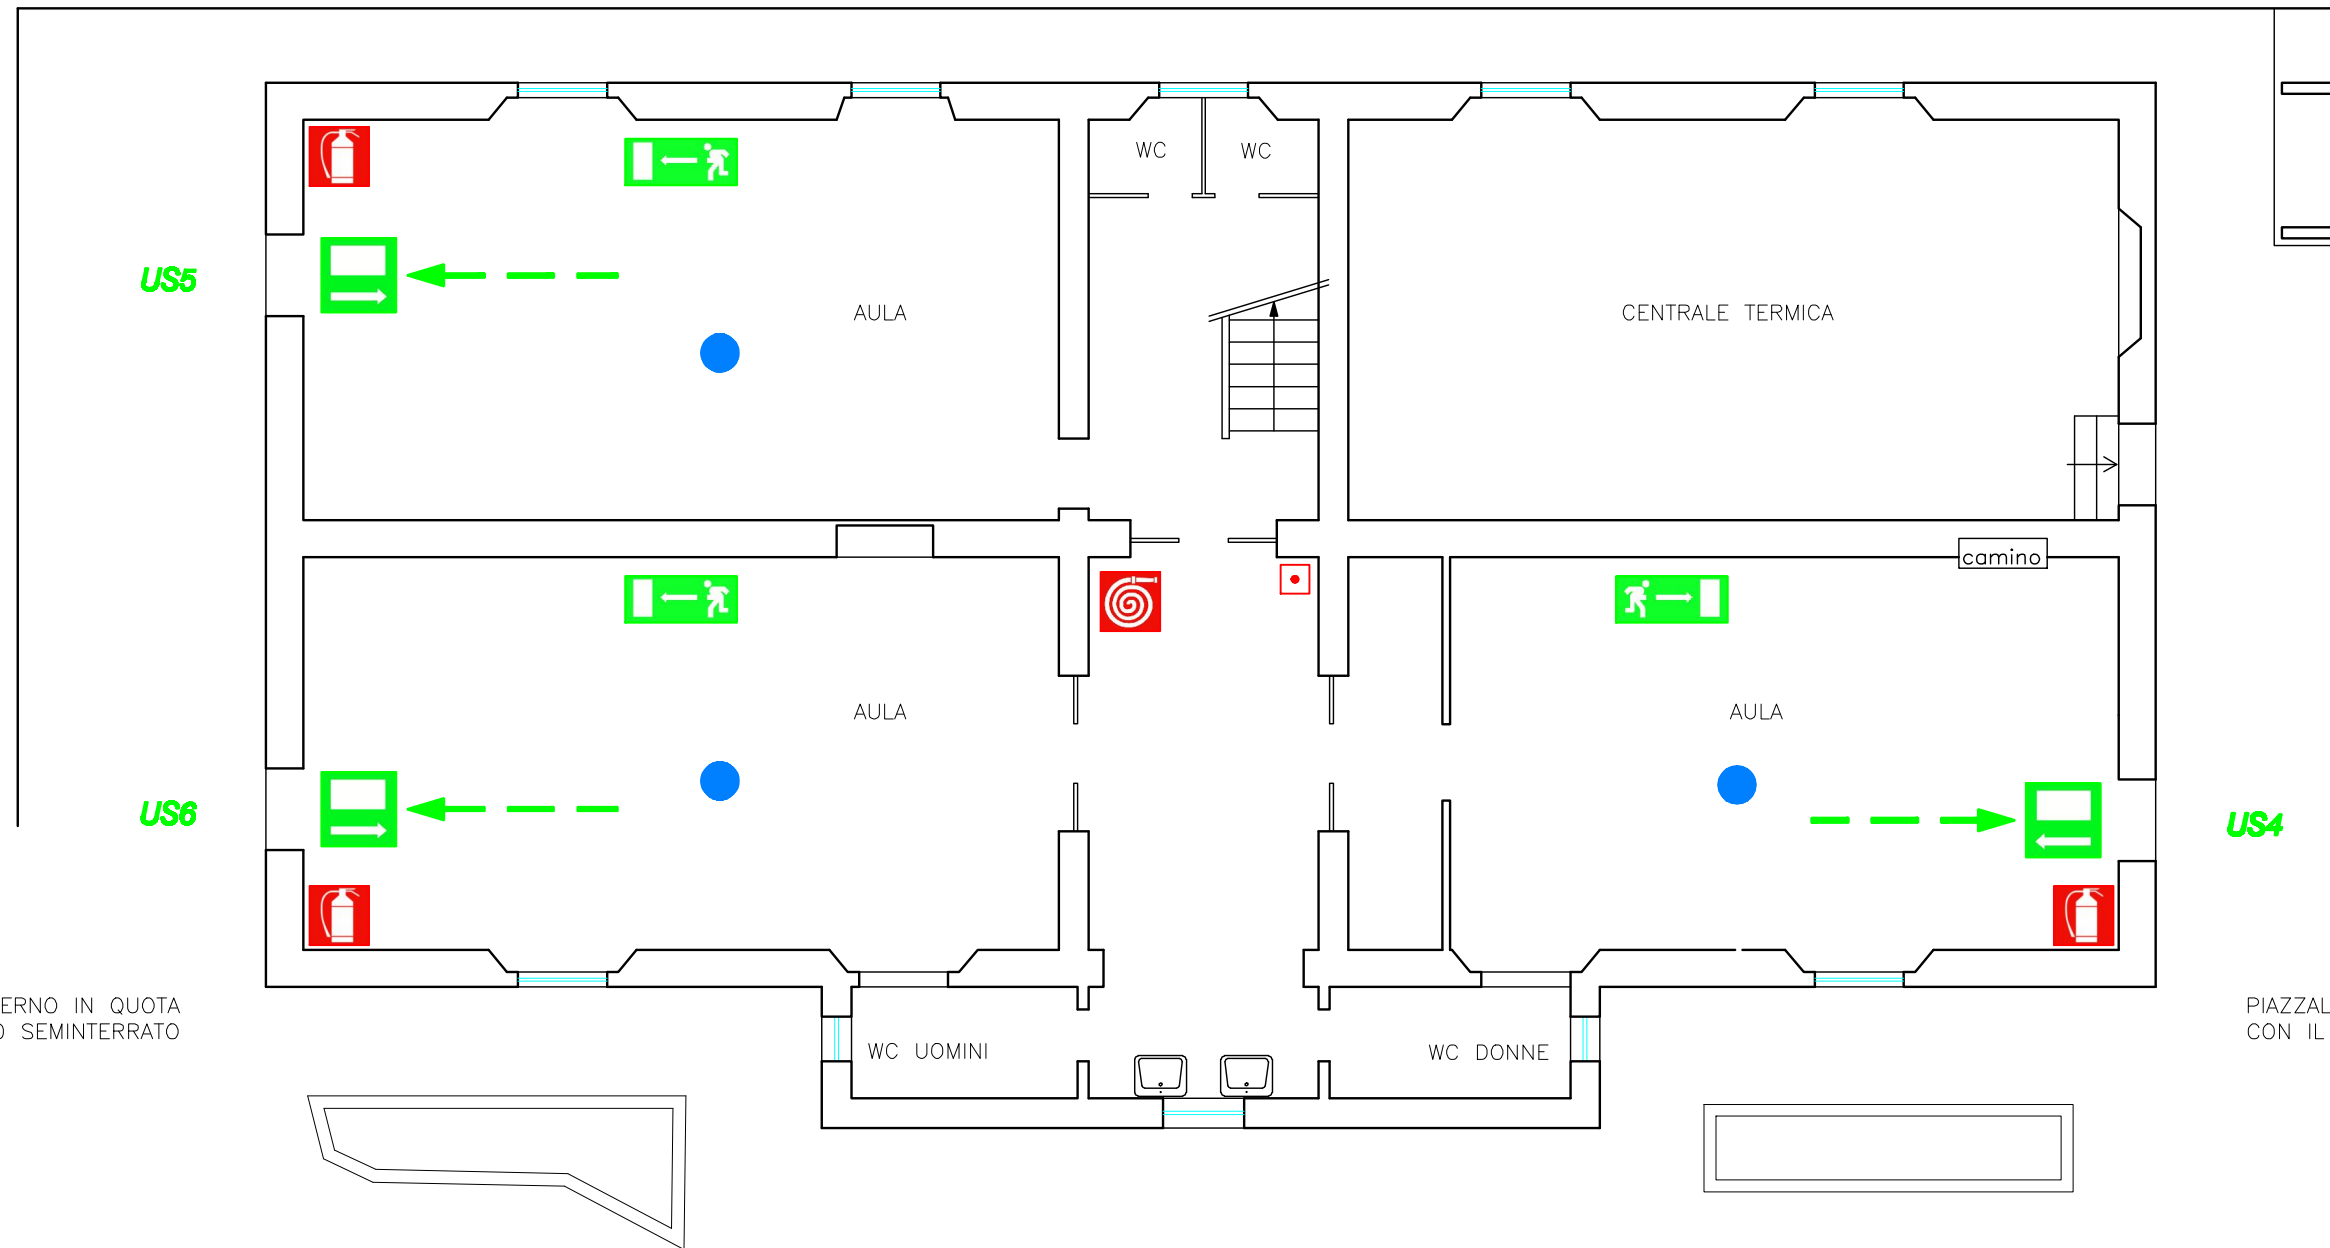 WC WC
US5
AULA
CENTRALE TERMICA
camino
AULA
AULA
US6
US4
ERNO IN QUOTA
O SEMINTERRATO
PIAZZAL
CON IL
WC UOMINI
WC DONNE